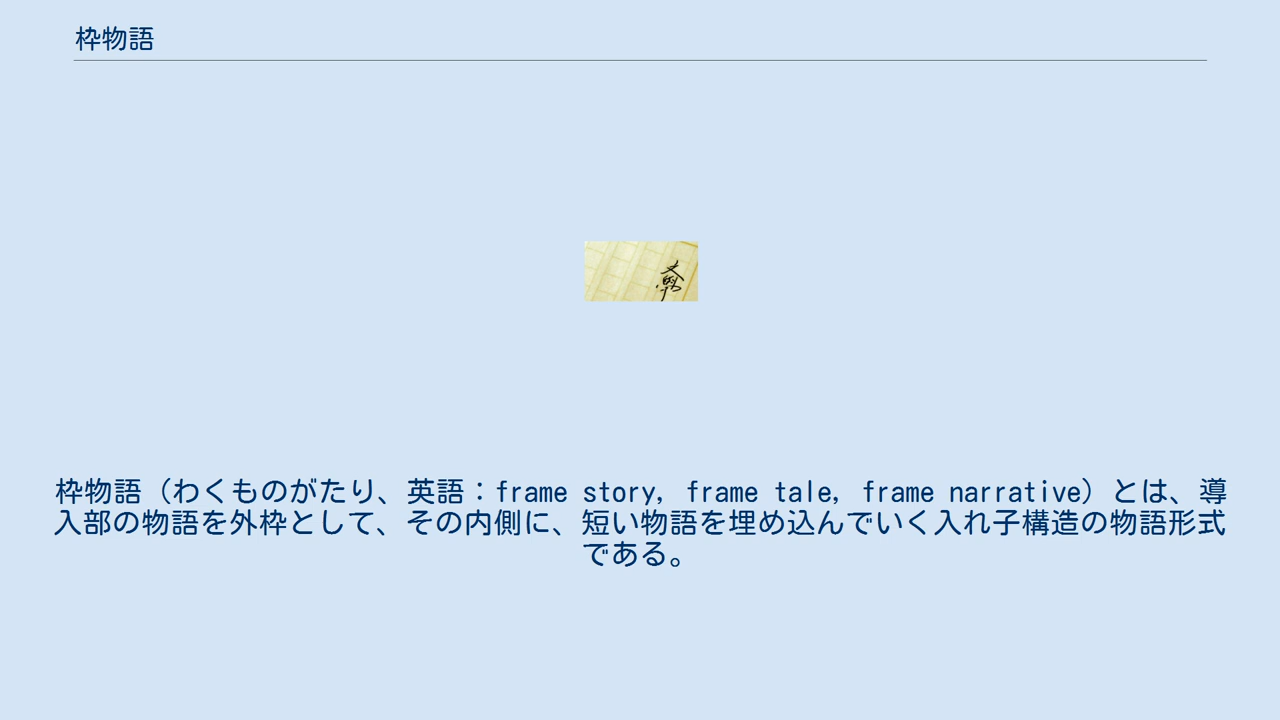 枠物語
枠物語（わくものがたり、英語：frame story, frame tale, frame narrative）とは、導
入部の物語を外枠として、その内側に、短い物語を埋め込んでいく入れ子構造の物語形式
である。